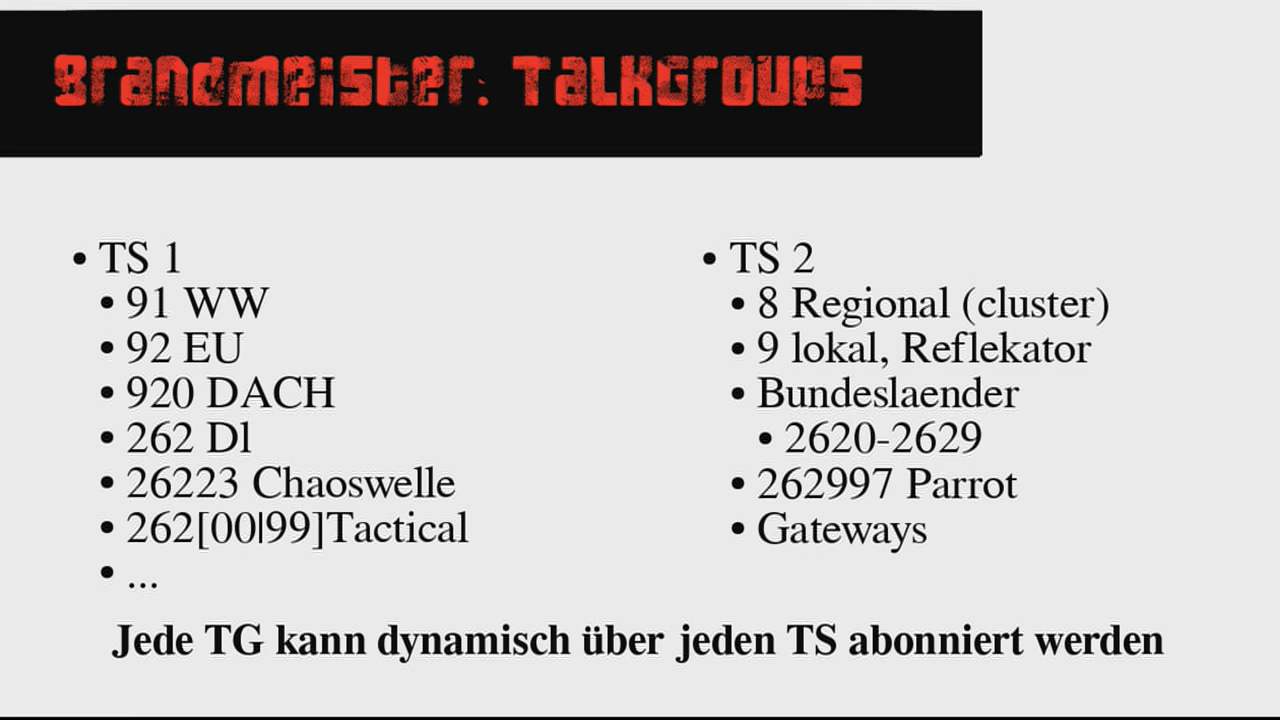 Brandmeister: Talkgroups
• TS 1
• 91 WW
• 92 EU
• 920 DACH
• 262 Dl
• 26223 Chaoswelle
• 262[00|99]Tactical
• ...
• TS 2
• 8 Regional (cluster)
• 9 lokal, Reflekator
• Bundeslaender
• 2620-2629
• 262997 Parrot
• Gateways
Jede TG kann dynamisch über jeden TS abonniert werden